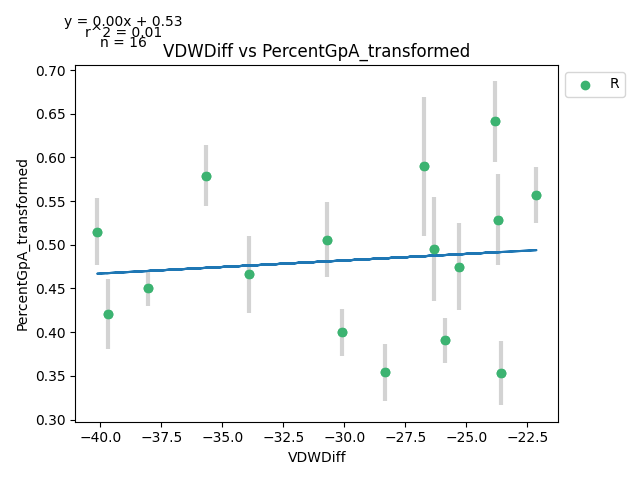 y = 0.00x + 0.53
r^2 = 0.01
n = 16
VDWDiff vs PercentGpA_transformed
R
PercentGpA_transformed
0.70
0.65
0.60
0.55
0.50
0.45
0.40
0.35
0.30
−40.0 −37.5 −35.0 −32.5 −30.0 −27.5 −25.0 −22.5
VDWDiff